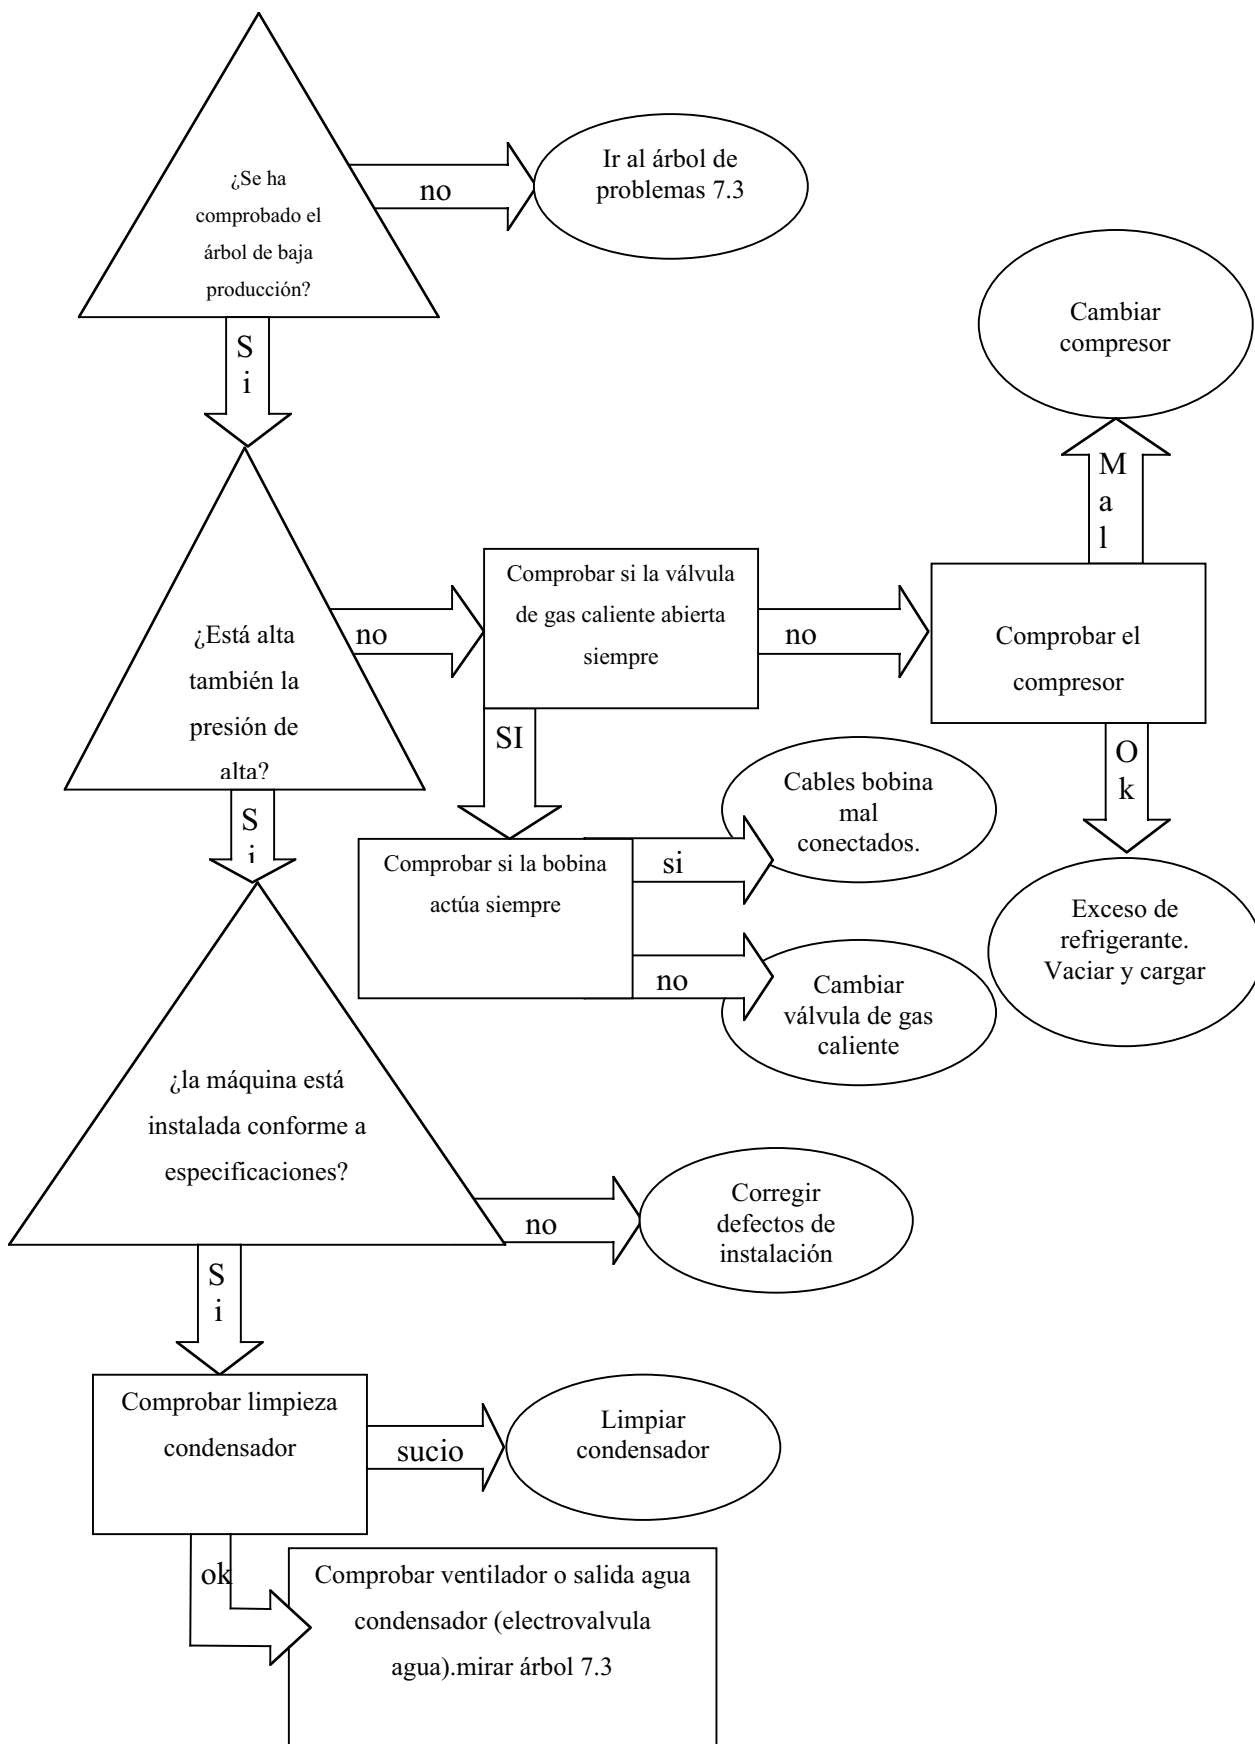 ¿Se ha
comprobado el
árbol de baja
producción?
no
Ir al árbol de
problemas 7.3
S
i
Cambiar
compresor
M
a
l
¿Está alta
también la
presión de
alta?
no
Comprobar si la válvula
de gas caliente abierta
siempre
no
Comprobar el
compresor
SI
O
k
Cables bobina
mal
conectados.
S
i
Comprobar si la bobina
actúa siempre
si
no
Cambiar
válvula de gas
caliente
Exceso de
refrigerante.
Vaciar y cargar
¿la máquina está
instalada conforme a
especificaciones?
no
Corregir
defectos de
instalación
S
i
Comprobar limpieza
condensador
sucio
Limpiar
condensador
ok
Comprobar ventilador o salida agua
condensador (electrovalvula
agua).mirar árbol 7.3